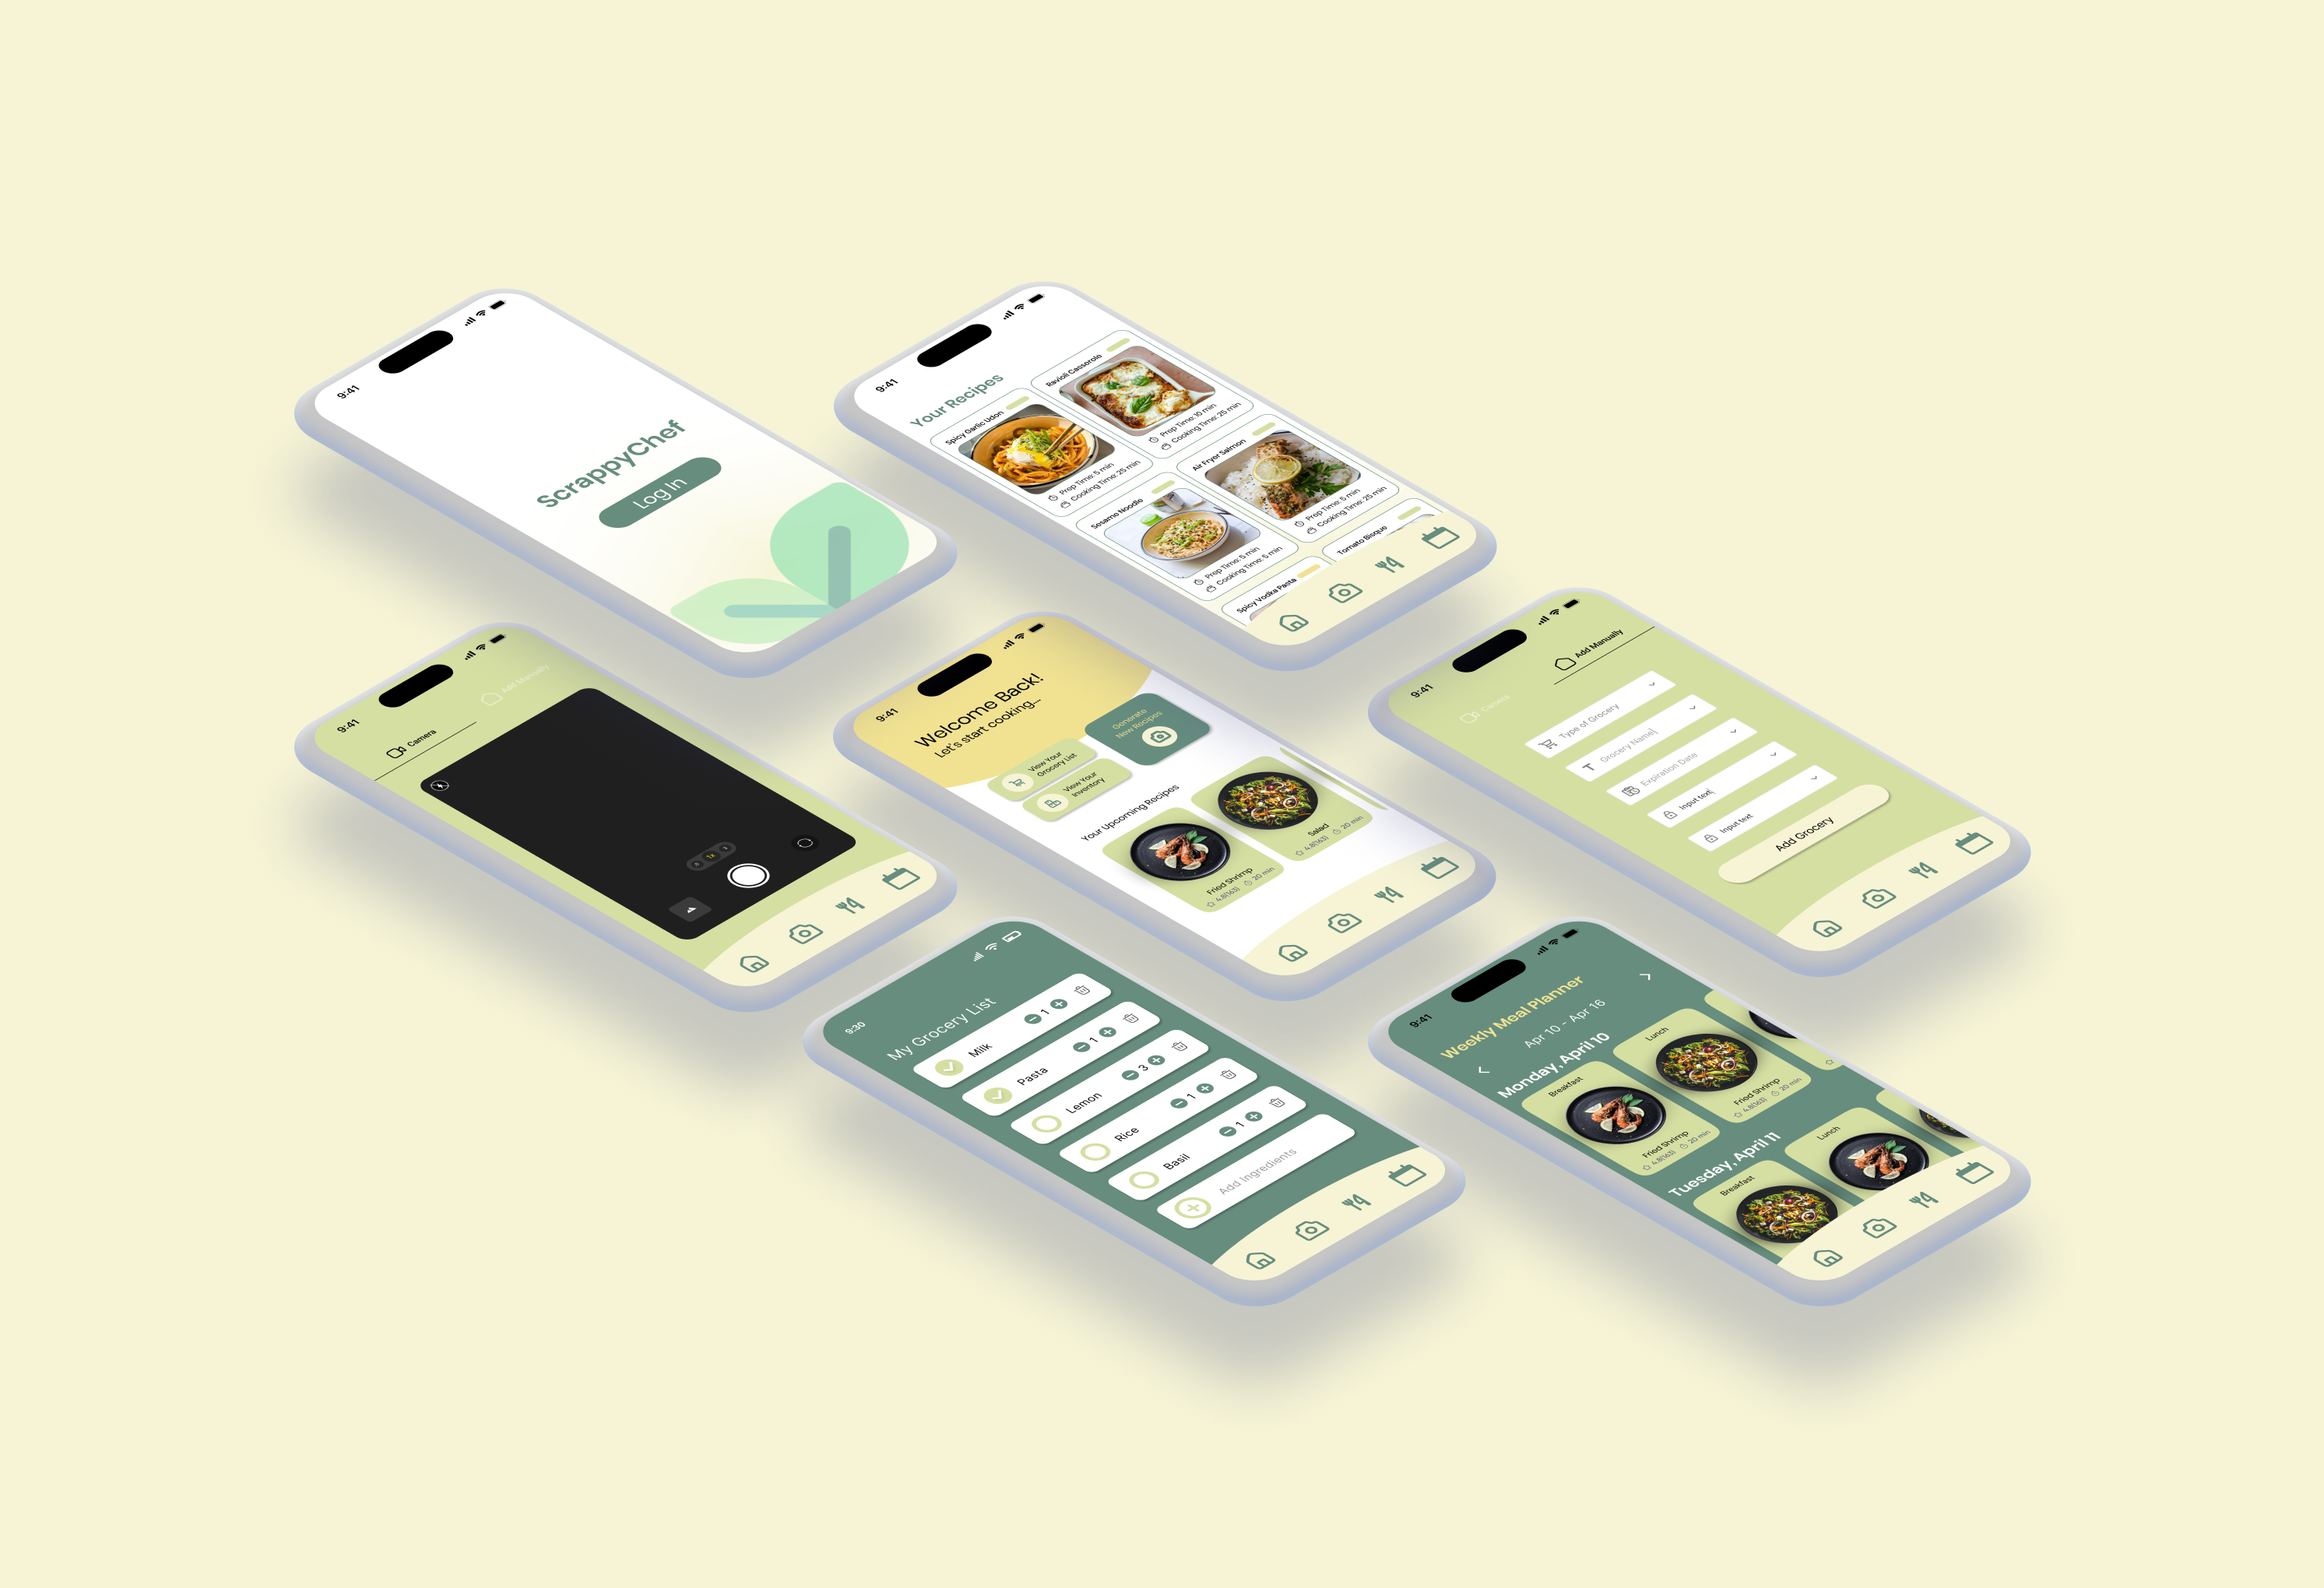 9:41
ScrappyChef
Log In
9:41
Your Recipes
Spicy Garlic Udon
Prep Time: 5 min
Cooking Time: 25 min
Ravioli Casserole
Prep Time: 10 min
Cooking Time: 25 min
Sesame Noodle
Prep Time: 5 min
Cooking Time: 5 min
Air Fryer Salmon
Prep Time: 5 min
Cooking Time: 25 min
Spicy Vodka Pasta
Tomato Bisque
9:41
Camera
Add Manually
1x
9:41
Welcome Back!
Let's start cooking...
View Your
Grocery List
View Your
Inventory
Generate
New Recipes
Your Upcoming Recipes
Fried Shrimp
4.8(163) 20 min
Salad
4.8(163) 20 min
9:41
Camera
Add Manually
Type of Grocery
Grocery Name
Expiration Date
Input text
Input text
Add Grocery
9:30
My Grocery List
Milk 1
Pasta 1
Lemon 3
Rice 1
Basil 1
Add Ingredients
9:41
Weekly Meal Planner
Apr 10 - Apr 16
Monday, April 10
Breakfast
Fried Shrimp
4.8(163) 20 min
Lunch
Fried Shrimp
4.8(163) 20 min
Tuesday, April 11
Breakfast
Lunch